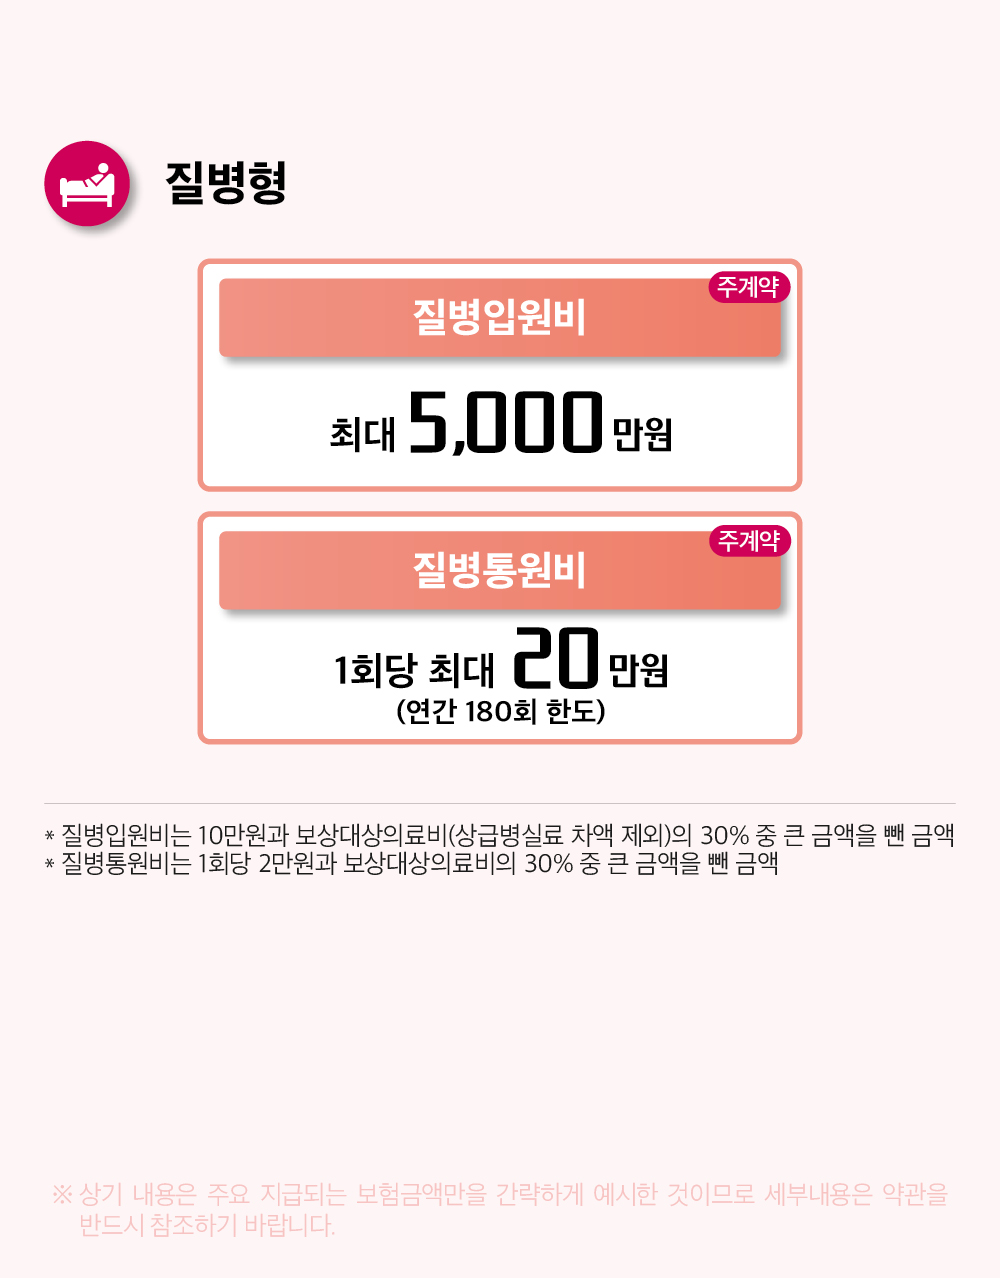 질병형
주계약
질병입원비
최대 5,000 만원
주계약
질병통원비
1회당 최대 20 만원
(연간 180회 한도)
* 질병입원비는 10만원과 보상대상의료비(상급병실료 차액 제외)의 30% 중 큰 금액을 뺀 금액
* 질병통원비는 1회당 2만원과 보상대상의료비의 30% 중 큰 금액을 뺀 금액
※ 상기 내용은 주요 지급되는 보험금액만을 간략하게 예시한 것이므로 세부내용은 약관을
반드시 참조하기 바랍니다.